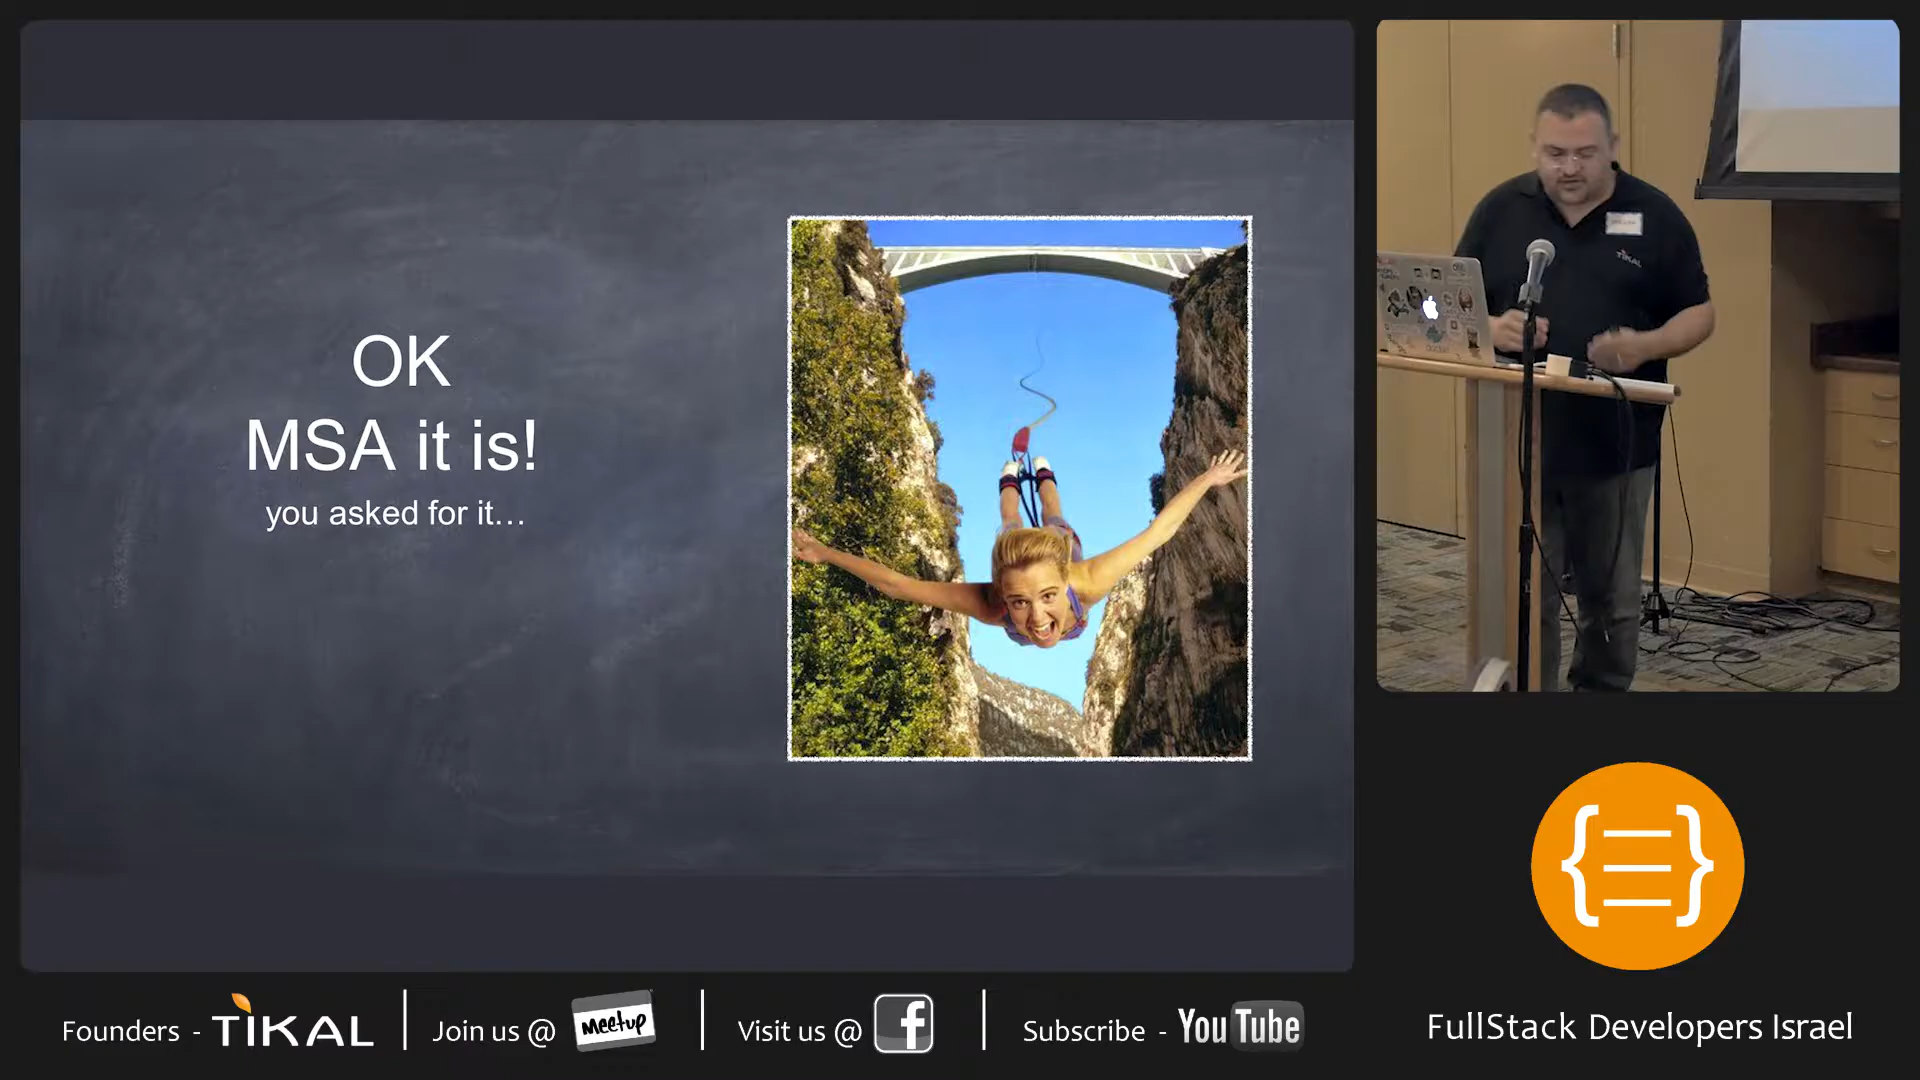 OK
MSA it is!
you asked for it...
TIKAL
Founders - TIKAL
Join us @ Meetup
Visit us @ f
Subscribe - YouTube
FullStack Developers Israel